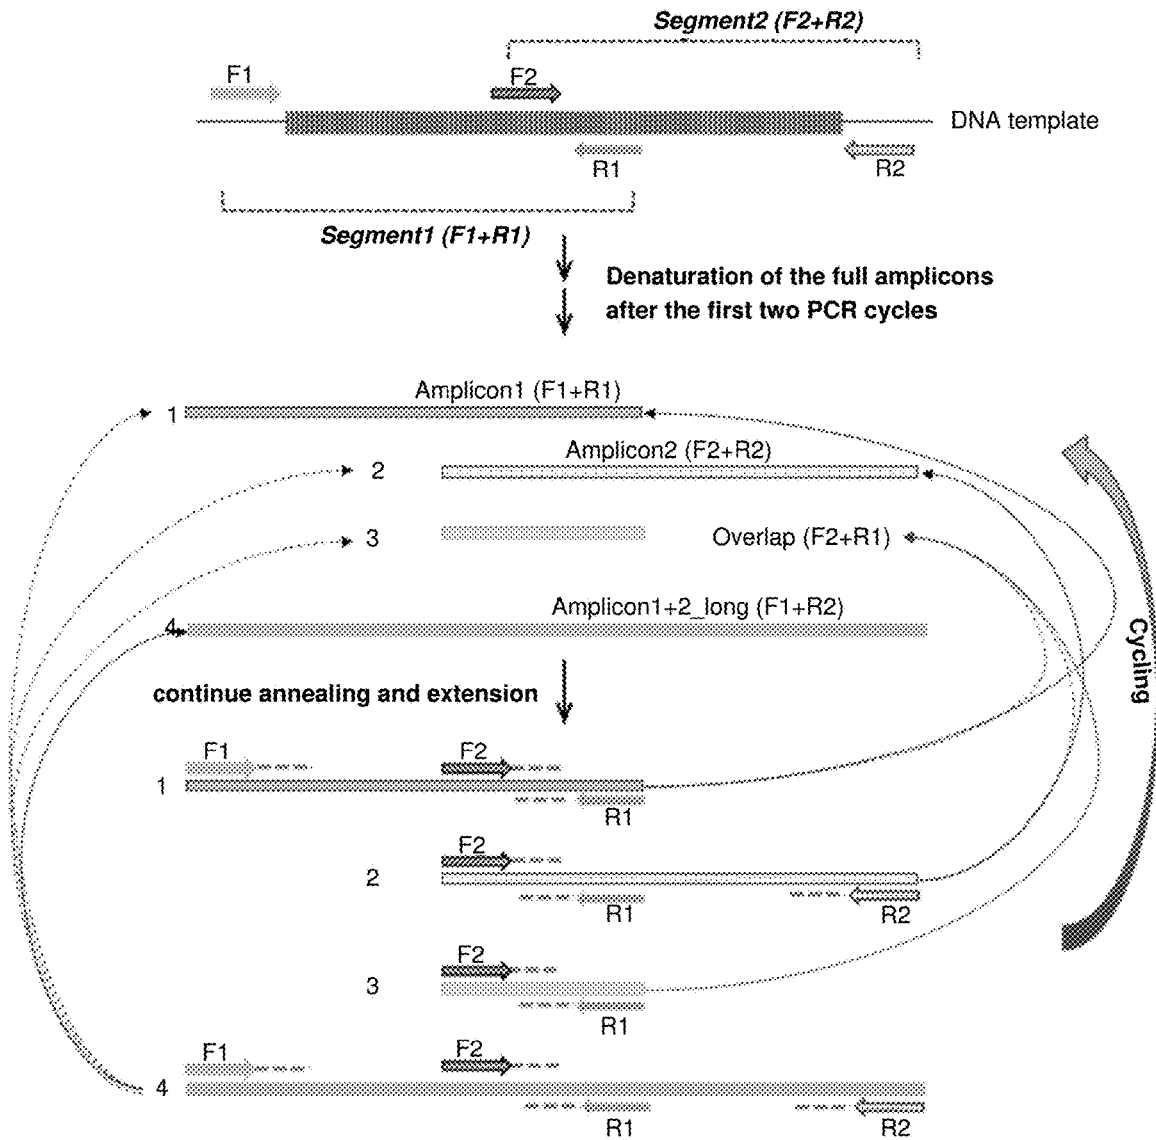 Segment2 (F2+R2)
F1
F2
DNA template
R1
R2
Segment1 (F1+R1)
Denaturation of the full amplicons
after the first two PCR cycles
Amplicon1 (F1+R1)
1
Amplicon2 (F2+R2)
2
3
Overlap (F2+R1)
Amplicon1+2_long (F1+R2)
4
Cycling
continue annealing and extension
F1
F2
1
R1
F2
2
R1
R2
F2
3
R1
F1
F2
4
R1
R2